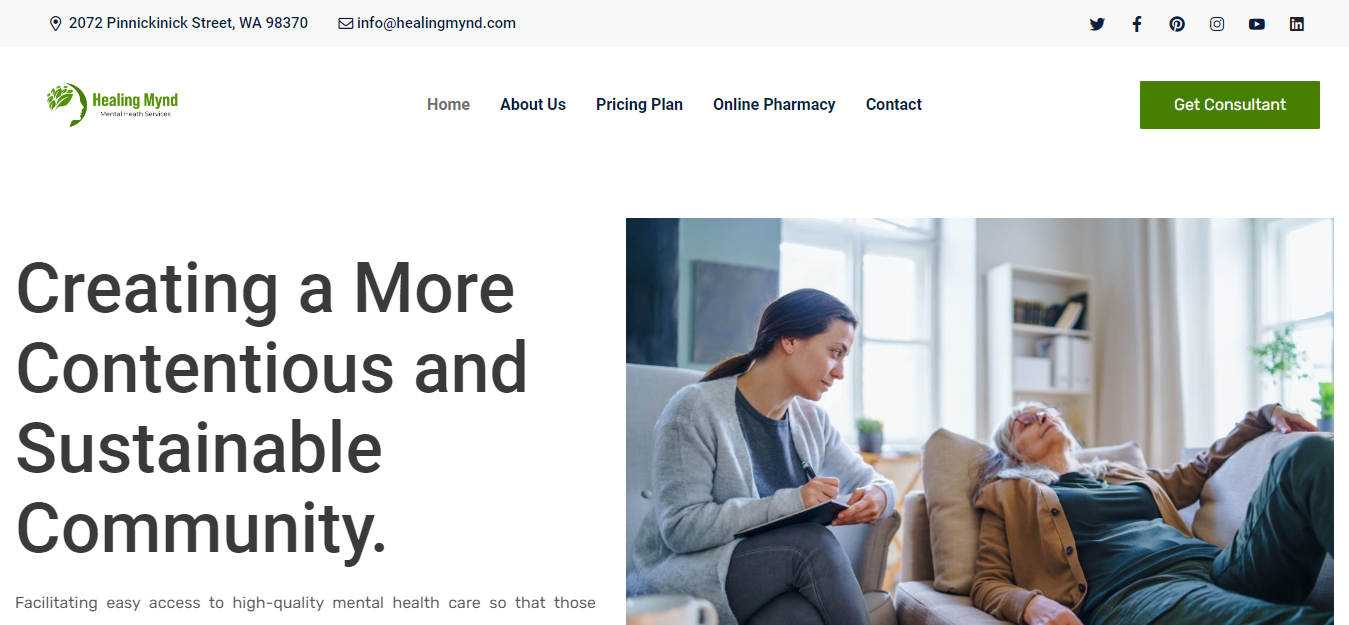 2072 Pinnickinick Street, WA 98370 info@healingmynd.com
Healing Mynd
Mental Heath Services
Home About Us Pricing Plan Online Pharmacy Contact
Get Consultant
Creating a More
Contentious and
Sustainable
Community.
Facilitating easy access to high-quality mental health care so that those